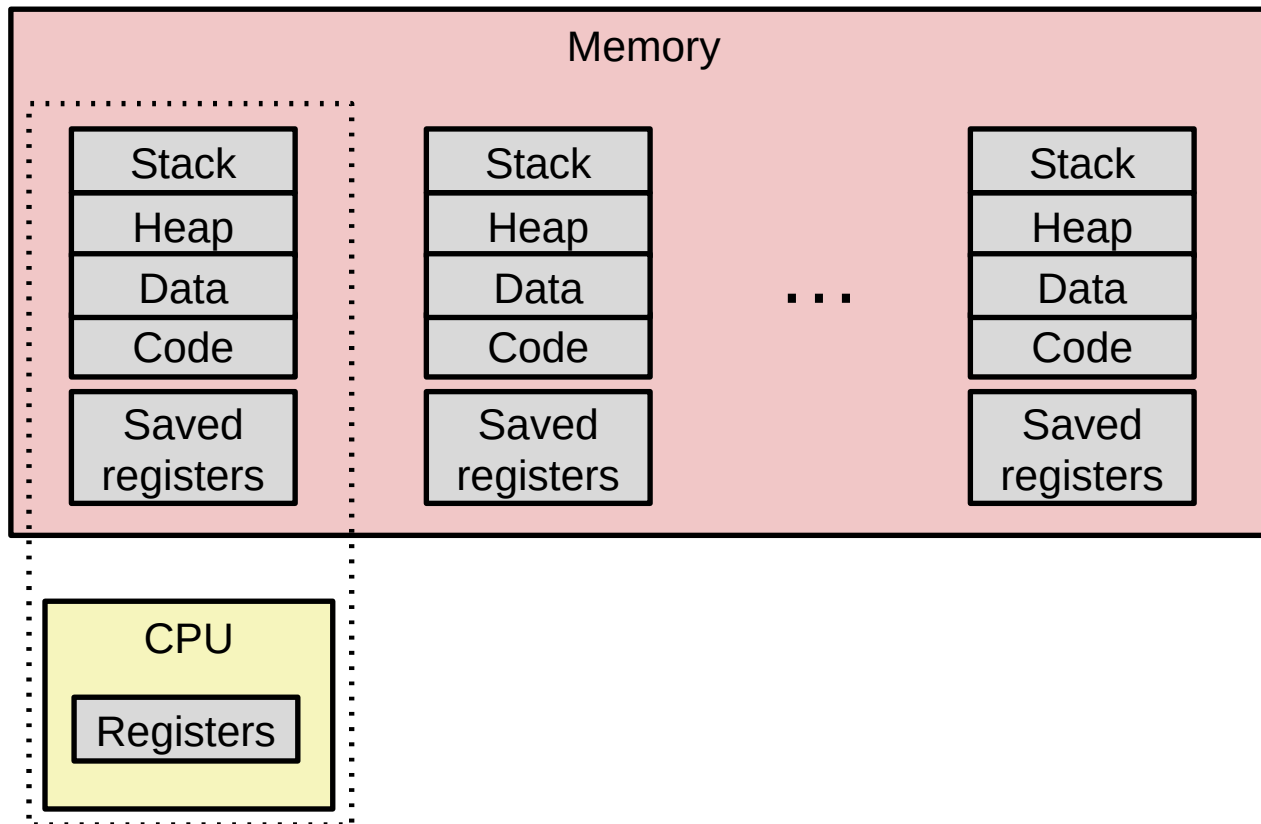 Memory
Stack
Heap
Data
Code
Saved
registers
Stack
Heap
Data
Code
Saved
registers
...
Stack
Heap
Data
Code
Saved
registers
CPU
Registers